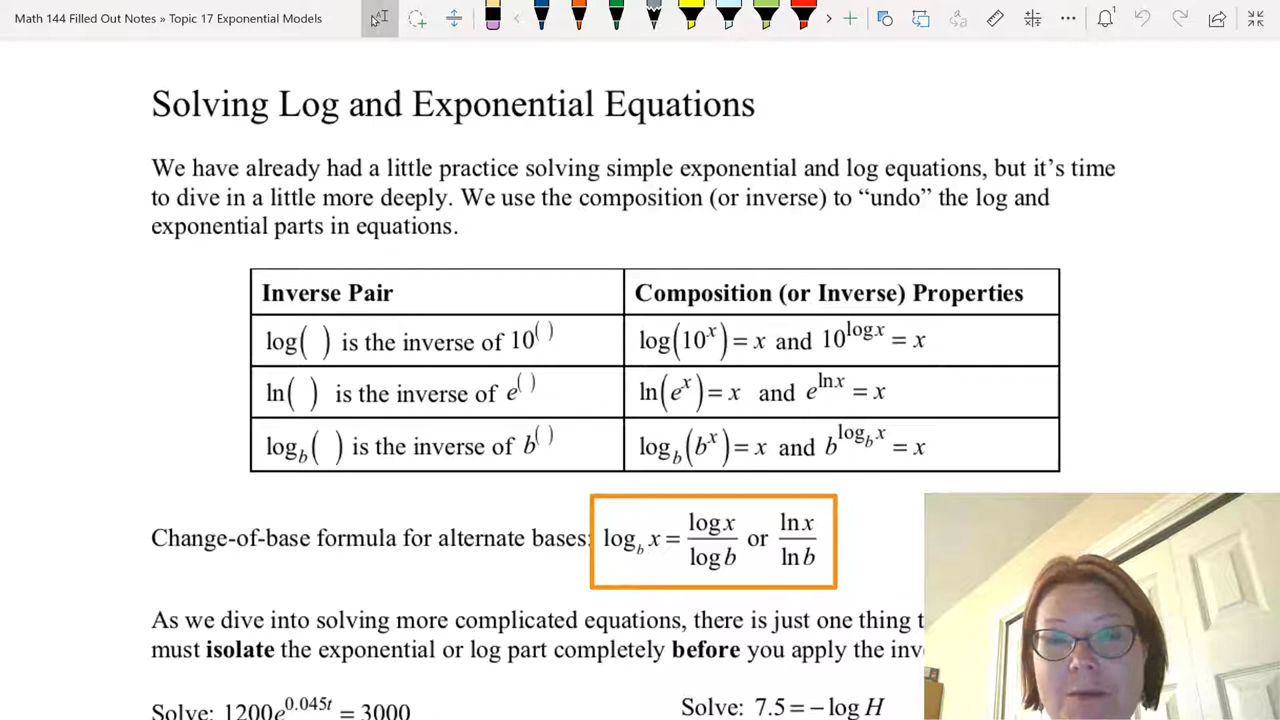 Math 144 Filled Out Notes » Topic 17 Exponential Models
Solving Log and Exponential Equations
We have already had a little practice solving simple exponential and log equations, but it’s time
to dive in a little more deeply. We use the composition (or inverse) to “undo” the log and
exponential parts in equations.
Inverse Pair
Composition (or Inverse) Properties
log( ) is the inverse of 10^( )
log(10^x) = x and 10^(log x) = x
ln( ) is the inverse of e^( )
ln(e^x) = x and e^(ln x) = x
log_b( ) is the inverse of b^( )
log_b(b^x) = x and b^(log_b x) = x
Change-of-base formula for alternate bases: log_b x = log x / log b or ln x / ln b
As we dive into solving more complicated equations, there is just one thing
must isolate the exponential or log part completely before you apply the
Solve: 1200e^(0.045t) = 3000
Solve: 7.5 = − log H